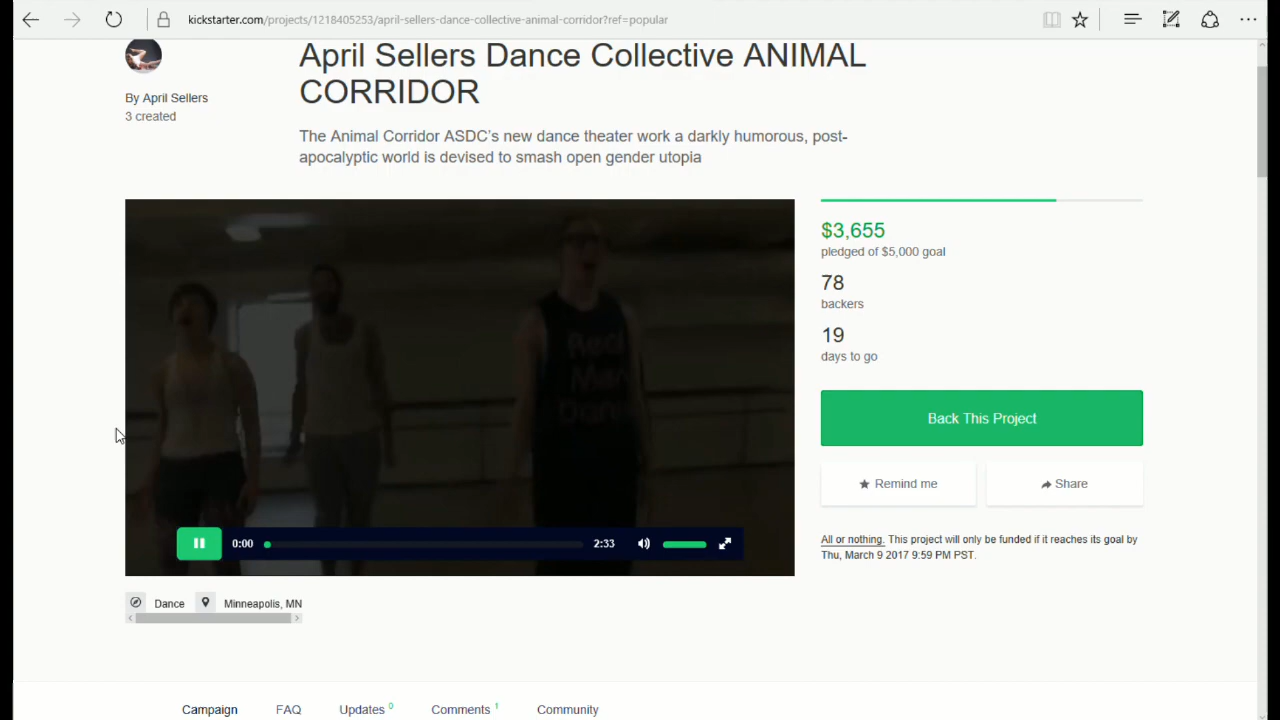 kickstarter.com/projects/1218405253/april-sellers-dance-collective-animal-corridor?ref=popular
April Sellers Dance Collective ANIMAL
CORRIDOR
By April Sellers
3 created
The Animal Corridor ASDC's new dance theater work a darkly humorous, post-
apocalyptic world is devised to smash open gender utopia
$3,655
pledged of $5,000 goal
78
backers
19
days to go
Back This Project
Remind me
Share
All or nothing. This project will only be funded if it reaches its goal by
Thu, March 9 2017 9:59 PM PST.
0:00
2:33
Dance
Minneapolis, MN
Campaign
FAQ
Updates 0
Comments 1
Community